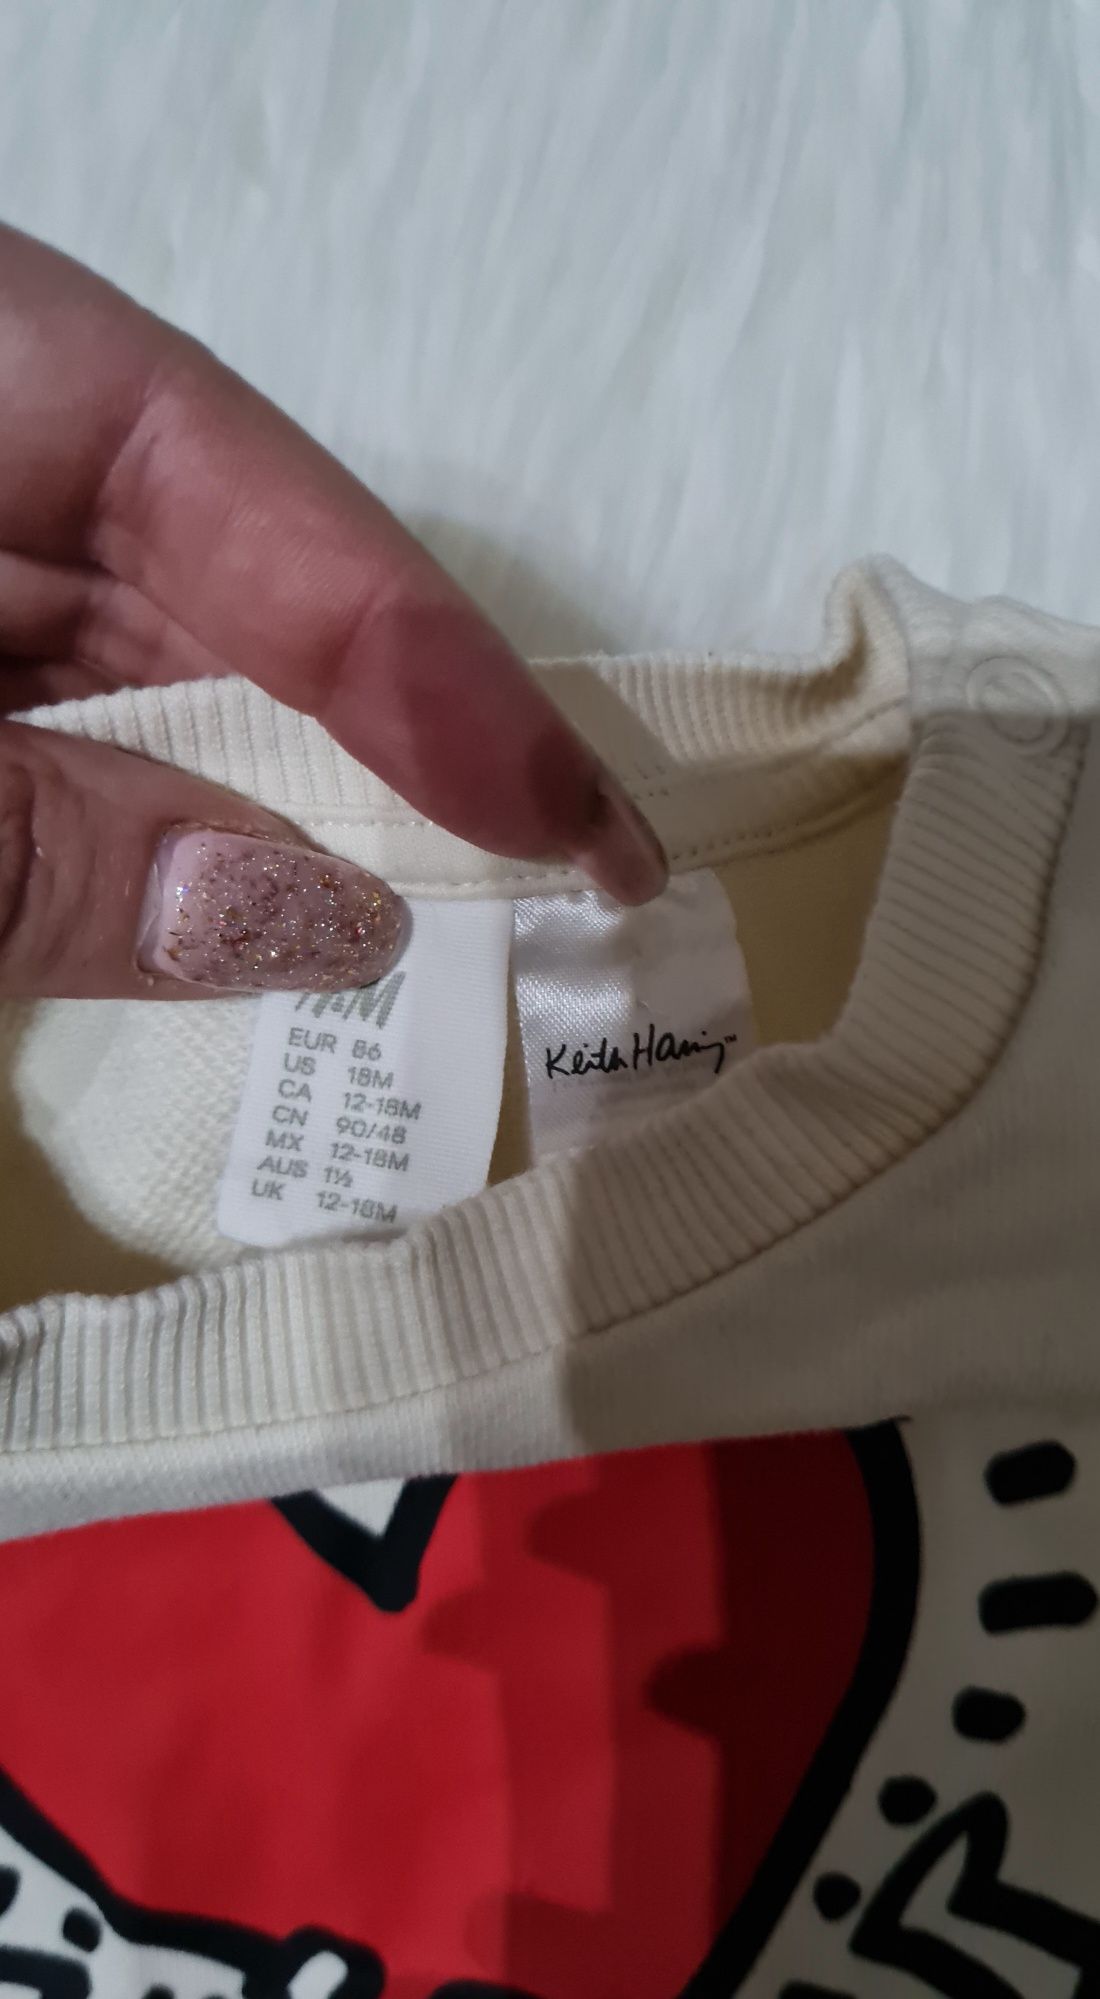 H&M
EUR 86
US 18M
CA 12-18M
CN 90/48
MX 12-18M
AUS 1½
UK 12-18M
Keith Haring™